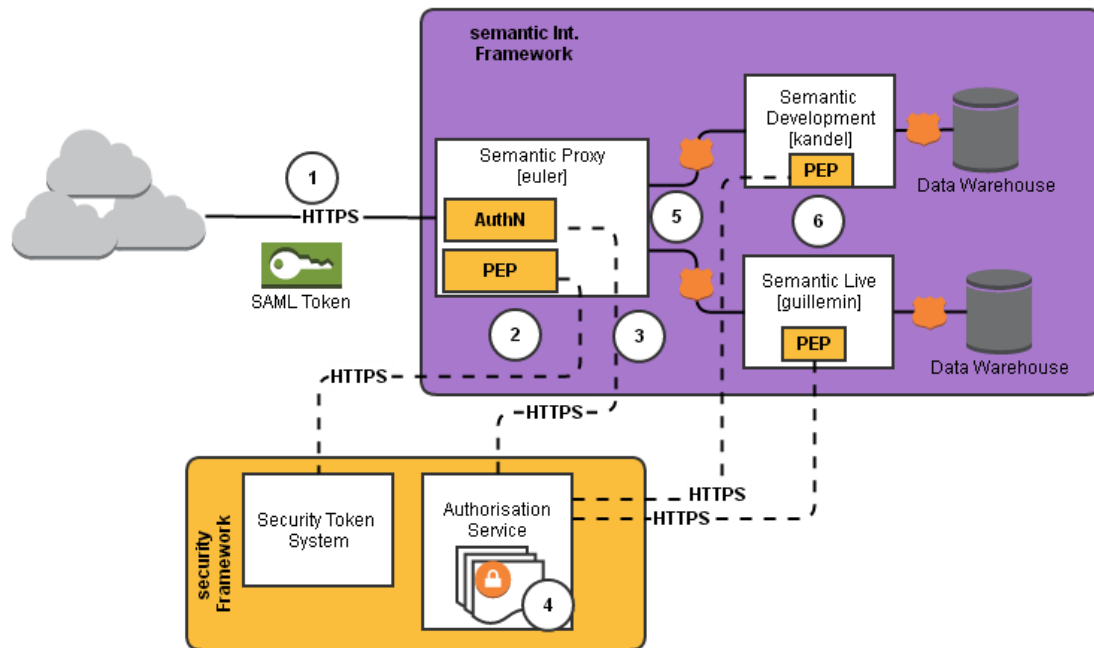 semantic Int.
Framework
Semantic
Development
[kandel]
PEP
Data Warehouse
1
HTTPS
SAML Token
Semantic Proxy
[euler]
AuthN
PEP
5
6
2
3
Semantic Live
[guillemin]
PEP
Data Warehouse
HTTPS
HTTPS
security
Framework
Security Token
System
Authorisation
Service
4
HTTPS
HTTPS